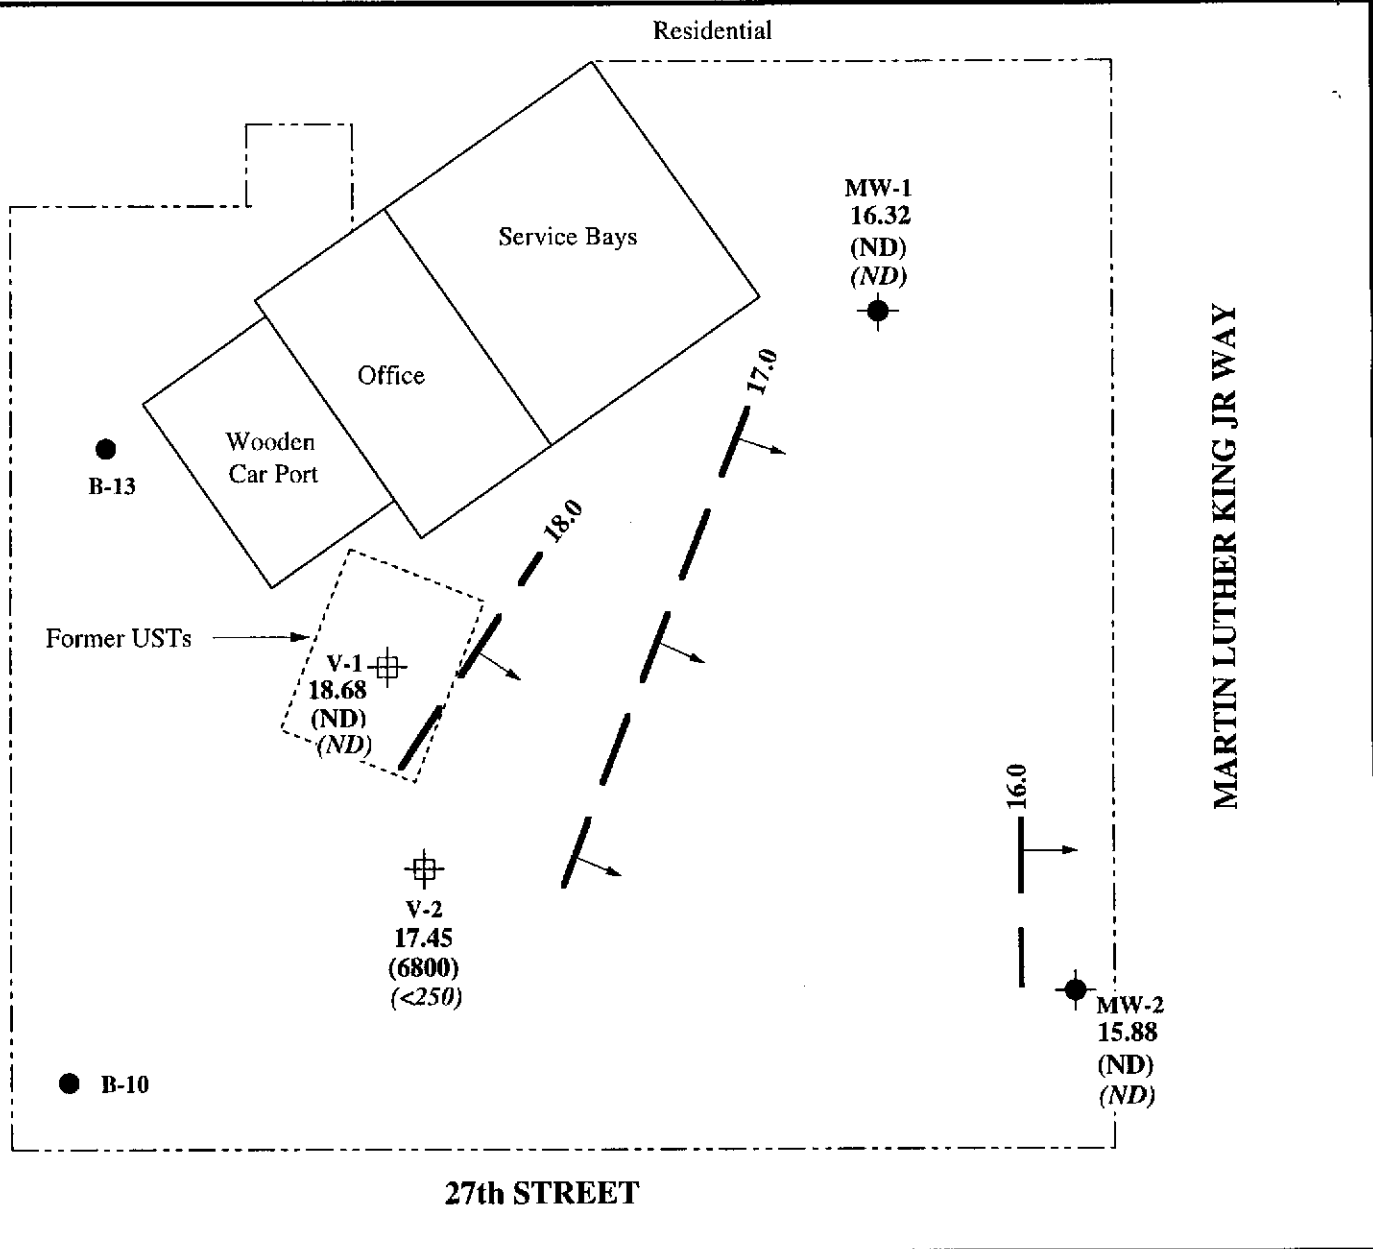 Residential
MW-1
16.32
(ND)
(ND)
Service Bays
17.0
Office
Wooden
Car Port
B-13
18.0
Former USTs
V-1
18.68
(ND)
(ND)
MARTIN LUTHER KING JR WAY
16.0
V-2
17.45
(6800)
(<250)
MW-2
15.88
(ND)
(ND)
B-10
27th STREET